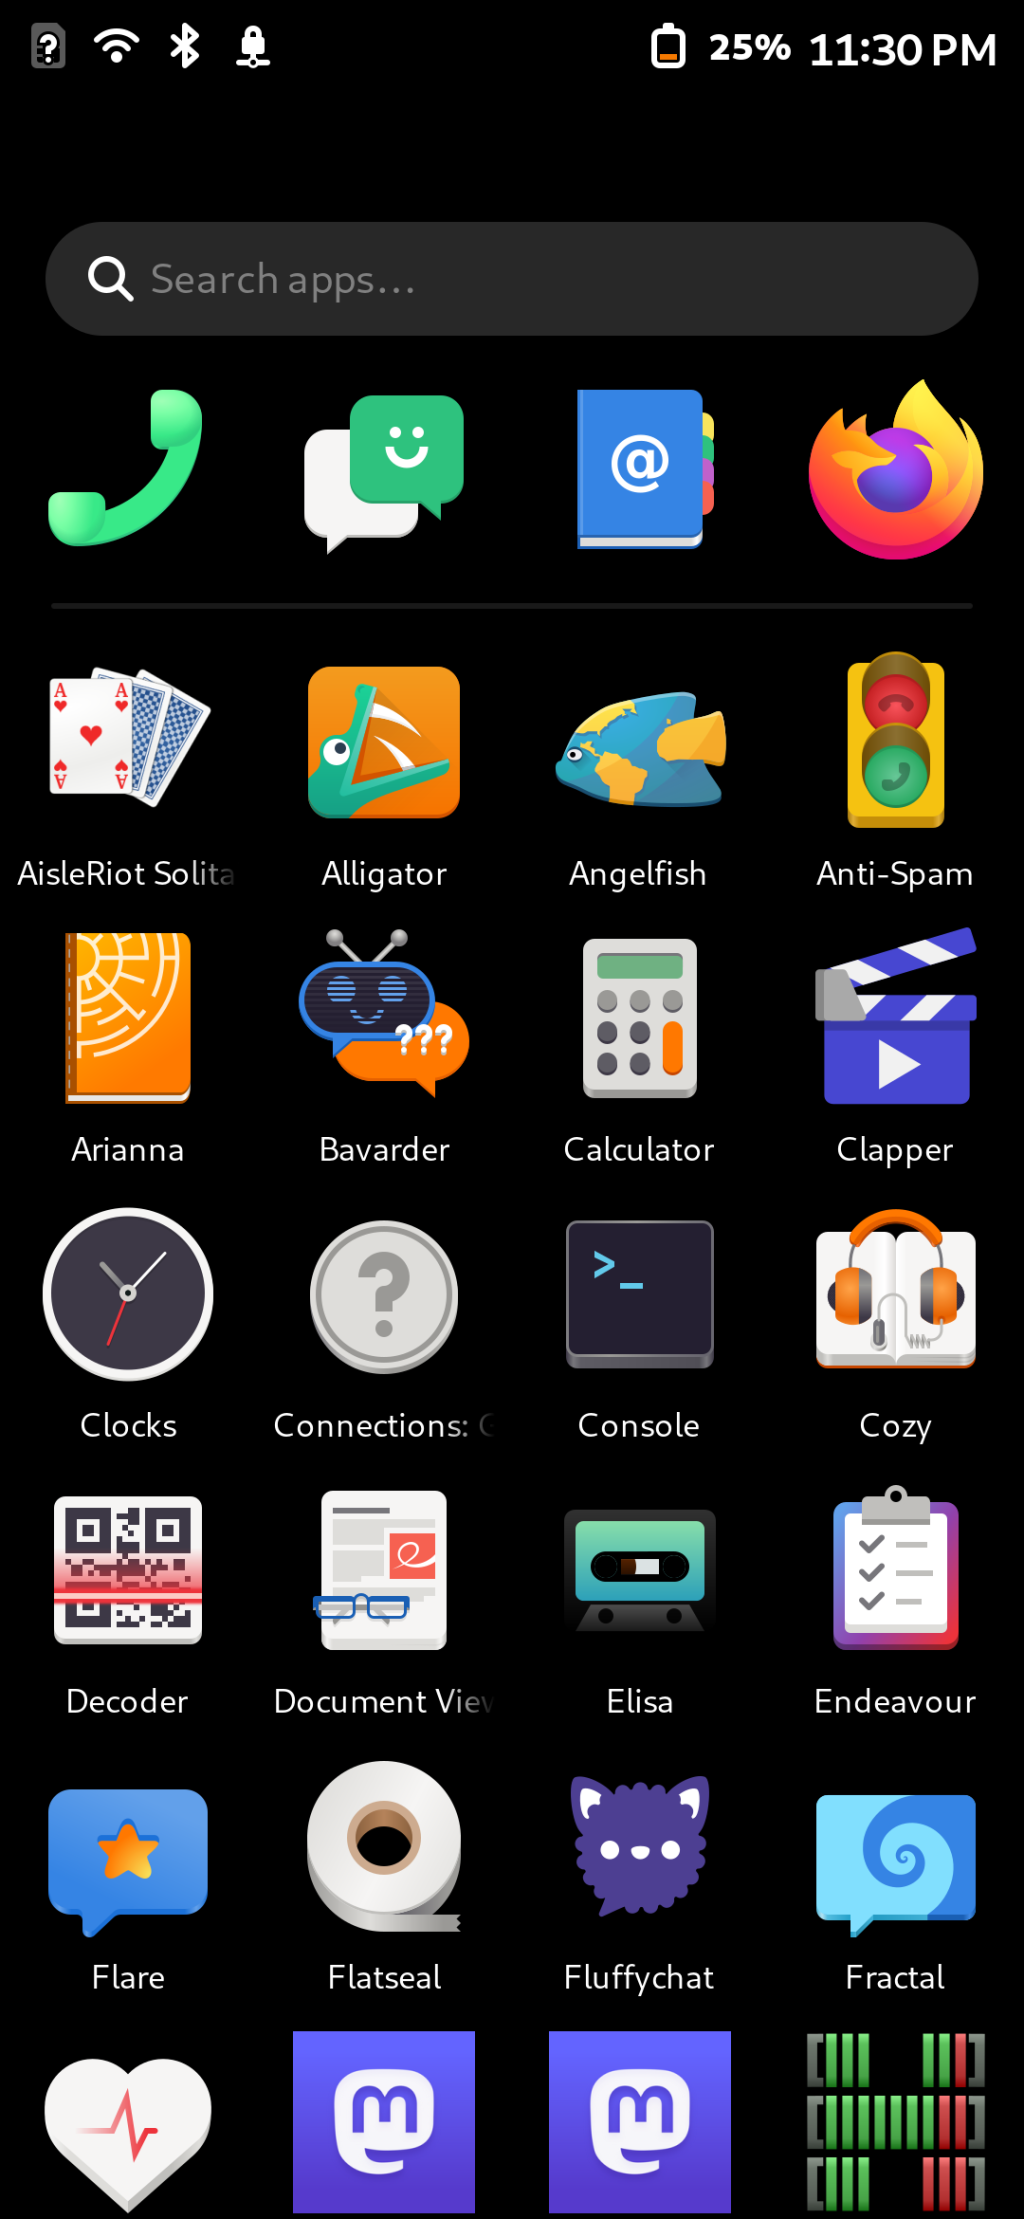 25% 11:30 PM
Search apps...
AisleRiot Solita
Alligator
Angelfish
Anti-Spam
Arianna
Bavarder
Calculator
Clapper
Clocks
Connections: G
Console
Cozy
Decoder
Document View
Elisa
Endeavour
Flare
Flatseal
Fluffychat
Fractal